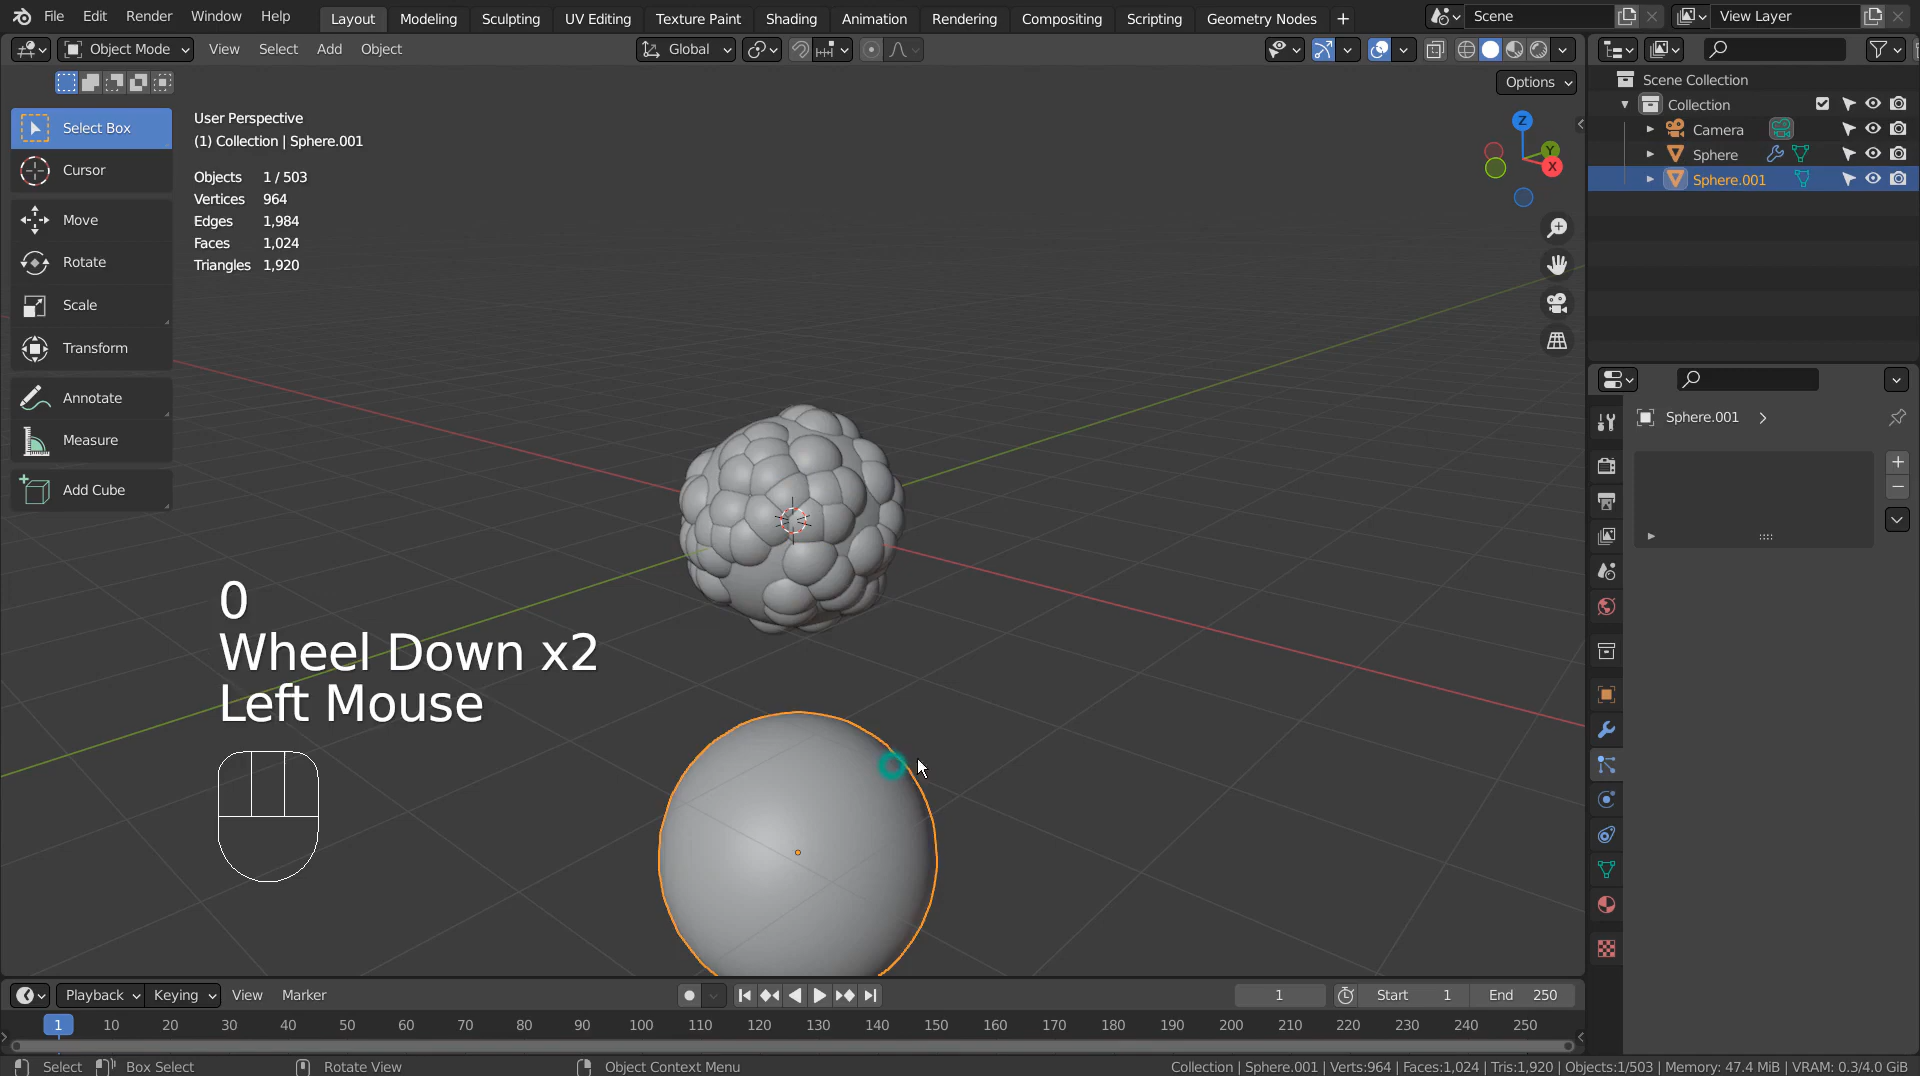 File Edit Render Window Help Layout Modeling Sculpting UV Editing Texture Paint Shading Animation Rendering Compositing Scripting Geometry Nodes + Scene View Layer
Object Mode View Select Add Object Global
Options
Select Box
Cursor
Move
Rotate
Scale
Transform
Annotate
Measure
Add Cube
User Perspective
(1) Collection | Sphere.001
Objects 1 / 503
Vertices 964
Edges 1,984
Faces 1,024
Triangles 1,920
Z
Y
X
0
Wheel Down x2
Left Mouse
Scene Collection
Collection
Camera
Sphere
Sphere.001
Sphere.001
Playback Keying View Marker 1 Start 1 End 250
1 10 20 30 40 50 60 70 80 90 100 110 120 130 140 150 160 170 180 190 200 210 220 230 240 250
Select Box Select Rotate View Object Context Menu Collection | Sphere.001 | Verts:964 | Faces:1,024 | Tris:1,920 | Objects:1/503 | Memory: 47.4 MiB | VRAM: 0.3/4.0 GiB